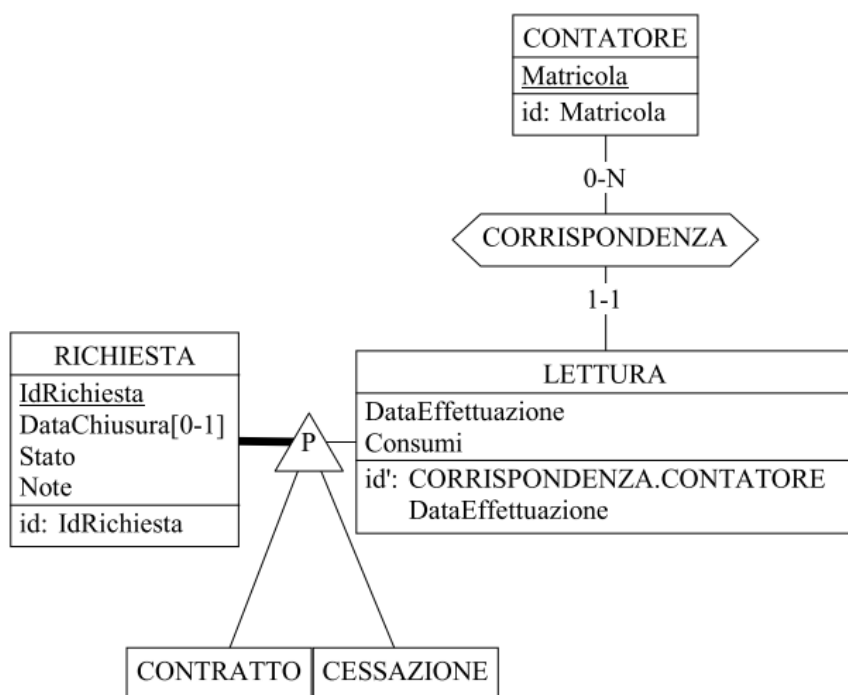 CONTATORE
Matricola
id: Matricola
0-N
CORRISPONDENZA
1-1
RICHIESTA
IdRichiesta
DataChiusura[0-1]
Stato
Note
id: IdRichiesta
P
LETTURA
DataEffettuazione
Consumi
id': CORRISPONDENZA.CONTATORE
DataEffettuazione
CONTRATTO
CESSAZIONE